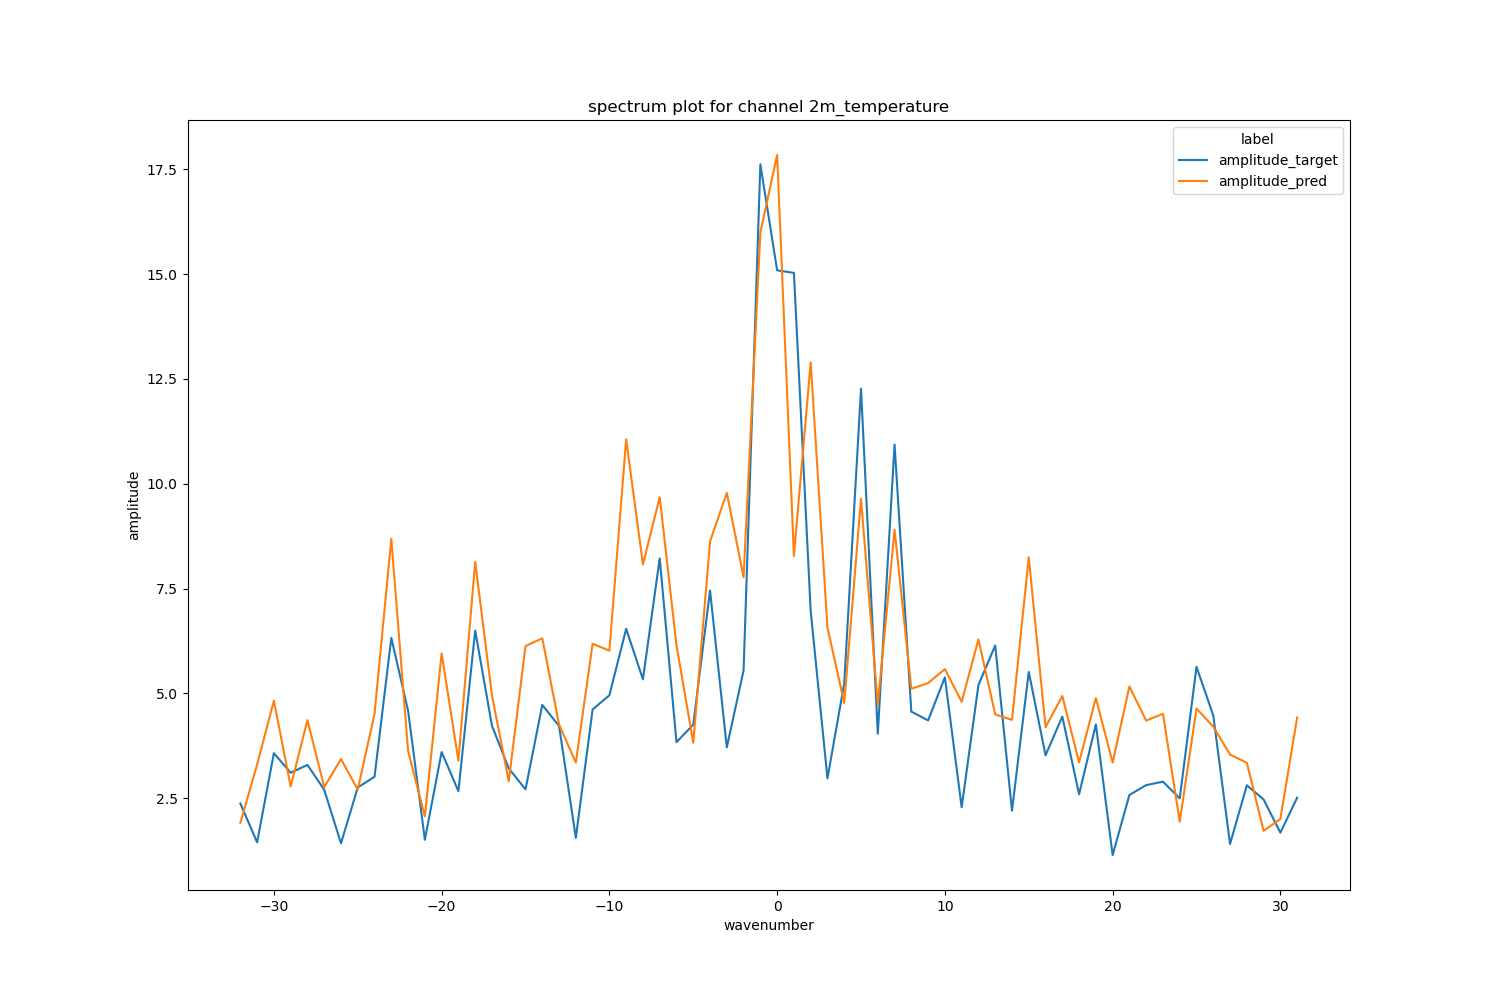 spectrum plot for channel 2m_temperature
label
amplitude_target
amplitude_pred
17.5
15.0
12.5
10.0
7.5
5.0
2.5
amplitude
−30
−20
−10
0
10
20
30
wavenumber